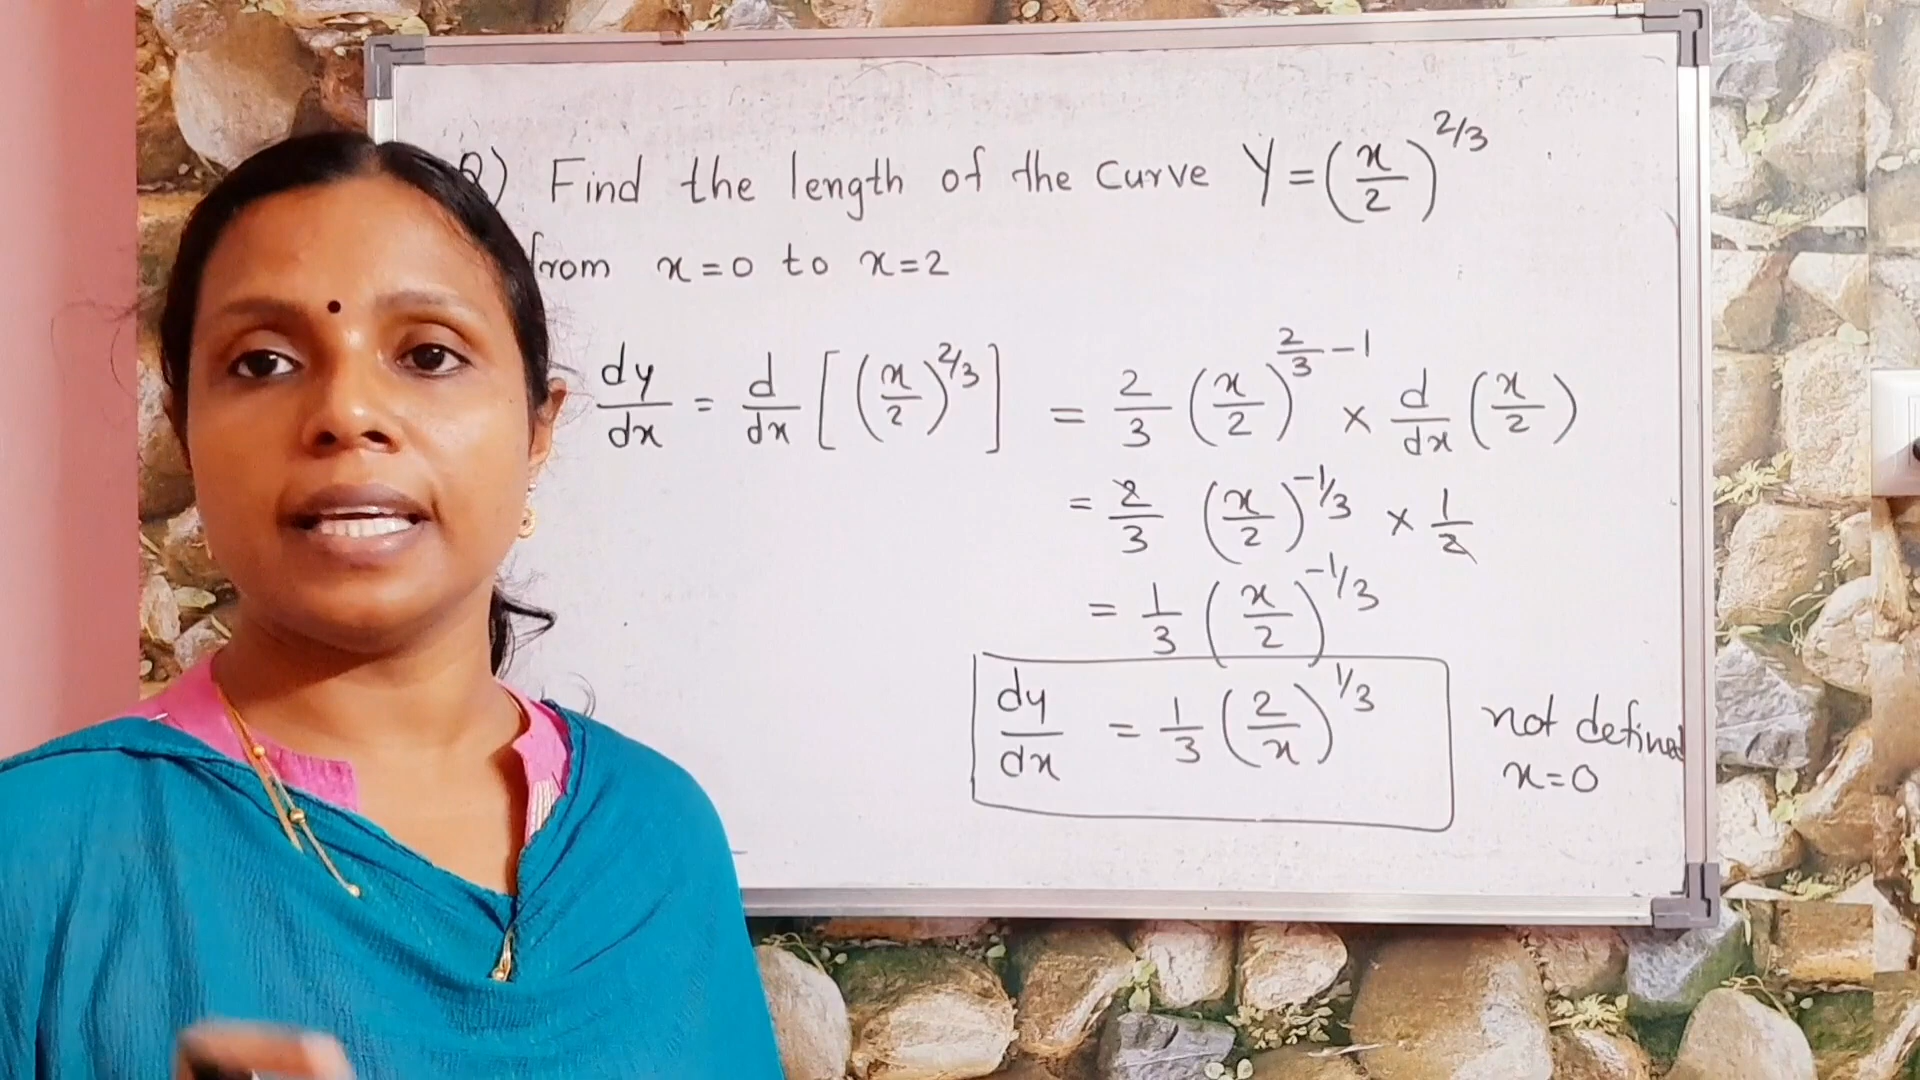 Q) Find the length of the curve Y = (x/2)^2/3
from x=0 to x=2
dy/dx = d/dx [(x/2)^2/3] = 2/3 (x/2)^2/3-1 × d/dx (x/2)
= 2/3 (x/2)^-1/3 × 1/2
= 1/3 (x/2)^-1/3
dy/dx = 1/3 (2/x)^1/3 not defined
x=0